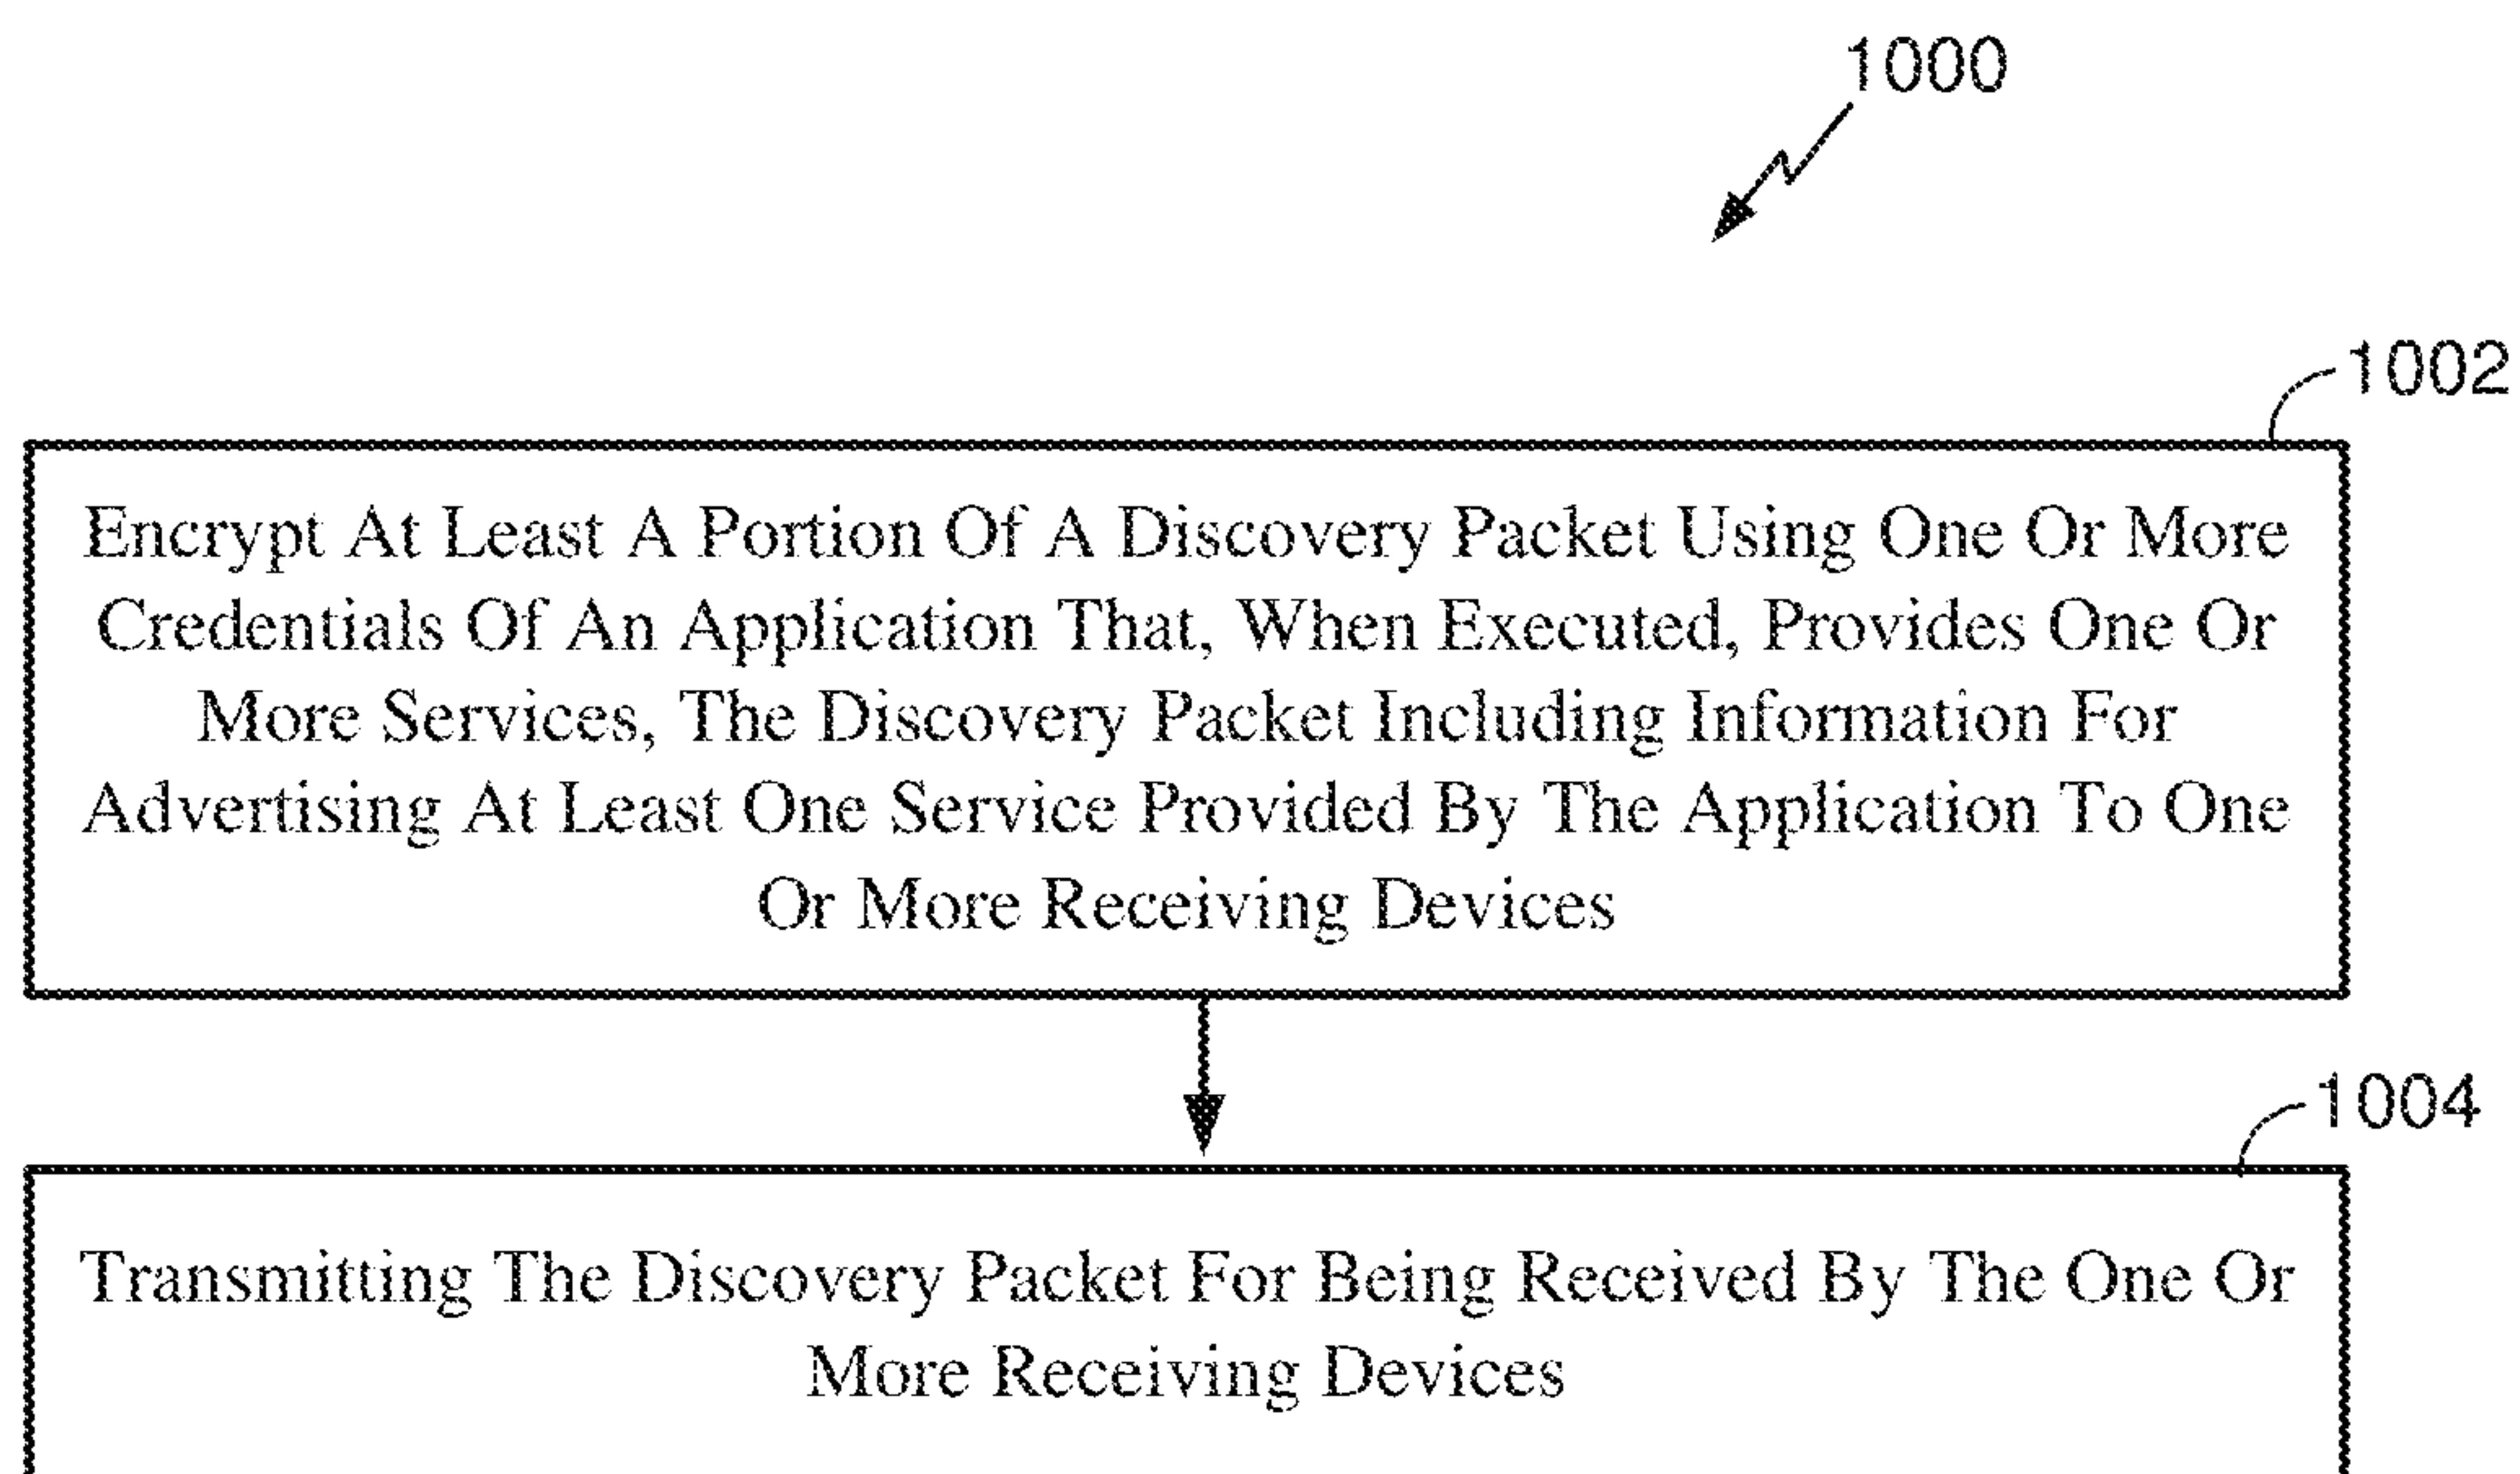 1000
1002
Encrypt At Least A Portion Of A Discovery Packet Using One Or More
Credentials Of An Application That, When Executed, Provides One Or
More Services, The Discovery Packet Including Information For
Advertising At Least One Service Provided By The Application To One
Or More Receiving Devices
1004
Transmitting The Discovery Packet For Being Received By The One Or
More Receiving Devices